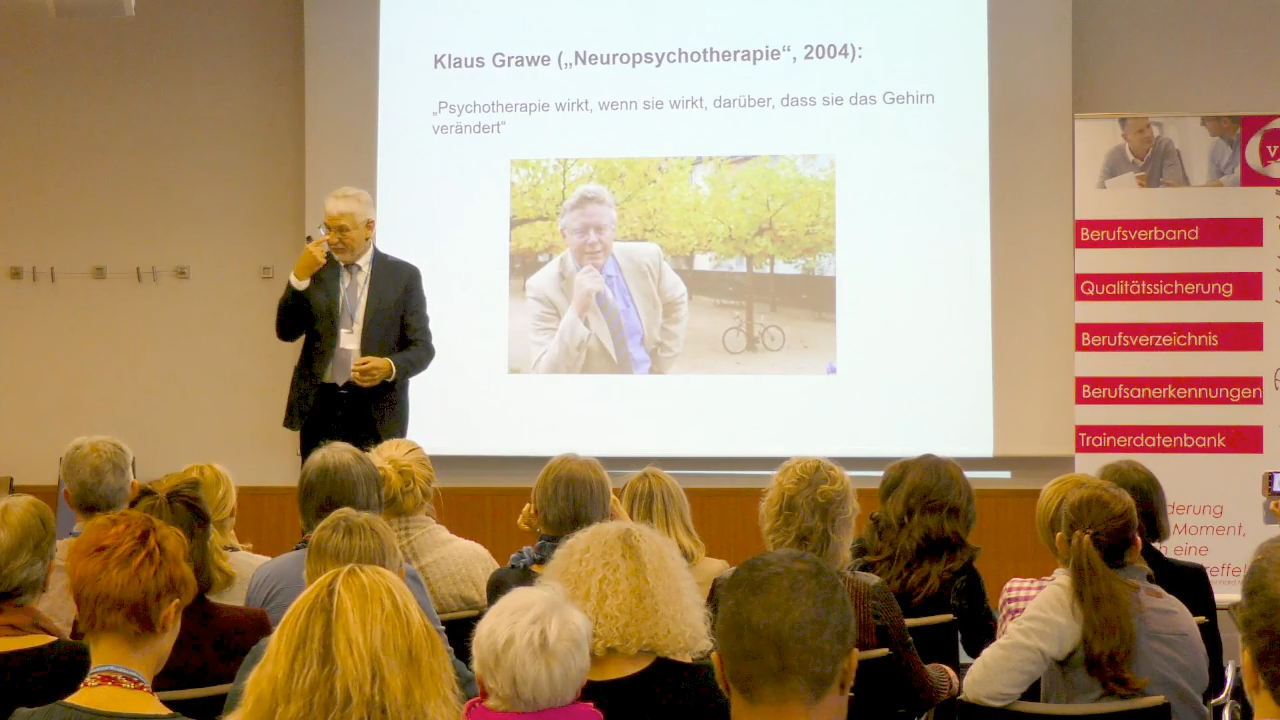 Klaus Grawe („Neuropsychotherapie“, 2004):
„Psychotherapie wirkt, wenn sie wirkt, darüber, dass sie das Gehirn
verändert“
V
Berufsverband
Qualitätssicherung
Berufsverzeichnis
Berufsanerkennungen
Trainerdatenbank
Moment,
eine